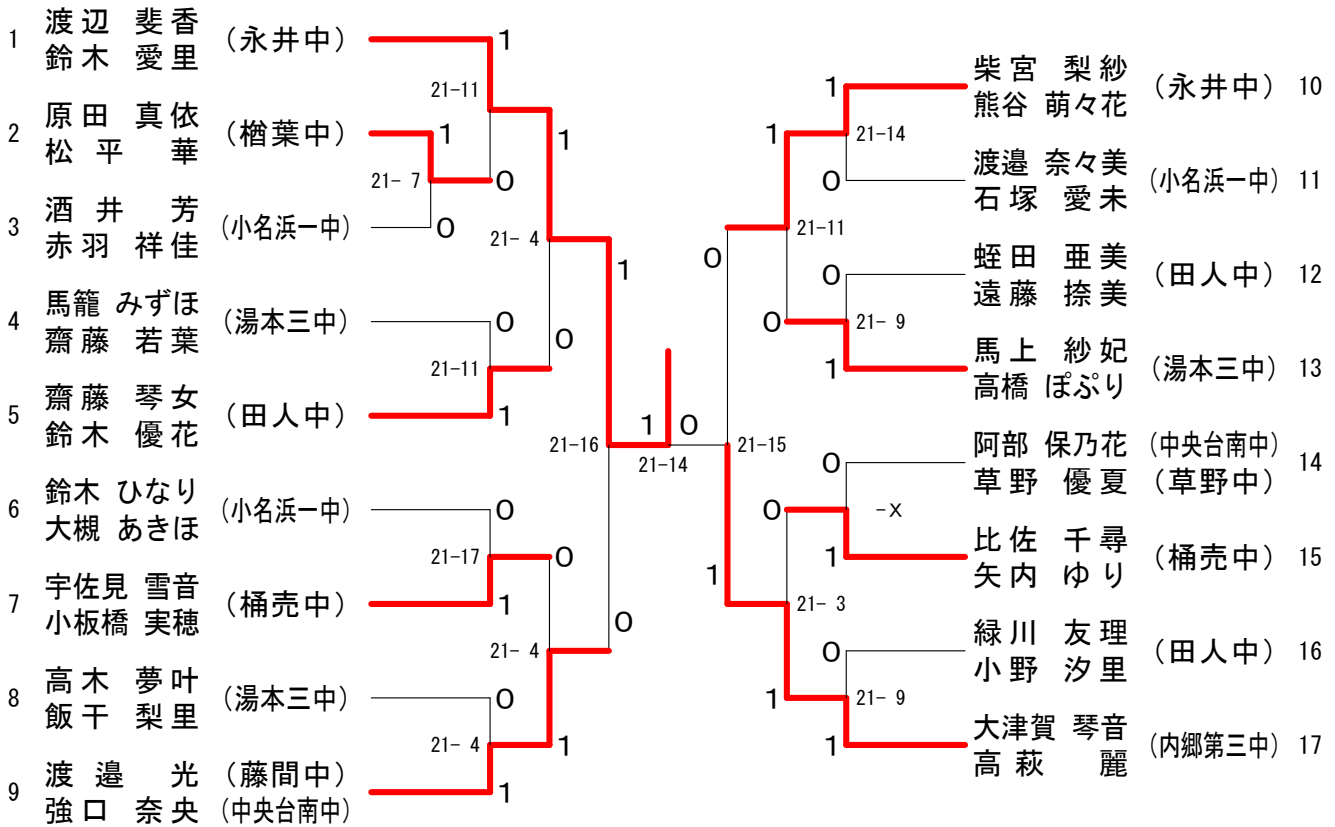 1 渡辺 斐香 (永井中)
鈴木 愛里
2 原田 真依 (楢葉中)
松平 華
3 酒井 芳 (小名浜一中)
赤羽 祥佳
4 馬籠 みずほ (湯本三中)
齋藤 若葉
5 齋藤 琴女 (田人中)
鈴木 優花
6 鈴木 ひなり (小名浜一中)
大槻 あきほ
7 宇佐見 雪音 (桶売中)
小板橋 実穂
8 高木 夢叶 (湯本三中)
飯干 梨里
9 渡邉 光 (藤間中)
強口 奈央 (中央台南中)
1
21-11
1
21- 7
0
0
1
21- 4
0
21-11
1
0
1
21-16
0
21-17
1
0
21- 4
0
21- 4
1
1
0
1 0
21-14
柴宮 梨紗 (永井中) 10
熊谷 萌々花
渡邉 奈々美 (小名浜一中) 11
石塚 愛未
蛭田 亜美 (田人中) 12
遠藤 捺美
馬上 紗妃 (湯本三中) 13
高橋 ぽぷり
阿部 保乃花 (中央台南中) 14
草野 優夏 (草野中)
比佐 千尋 (桶売中) 15
矢内 ゆり
緑川 友理 (田人中) 16
小野 汐里
大津賀 琴音 (内郷第三中) 17
高萩 麗
1
21-14
0
1
21-11
0
0
21- 9
1
0
21-15
1
0
-X
1
0
21- 3
1
0
21- 9
1